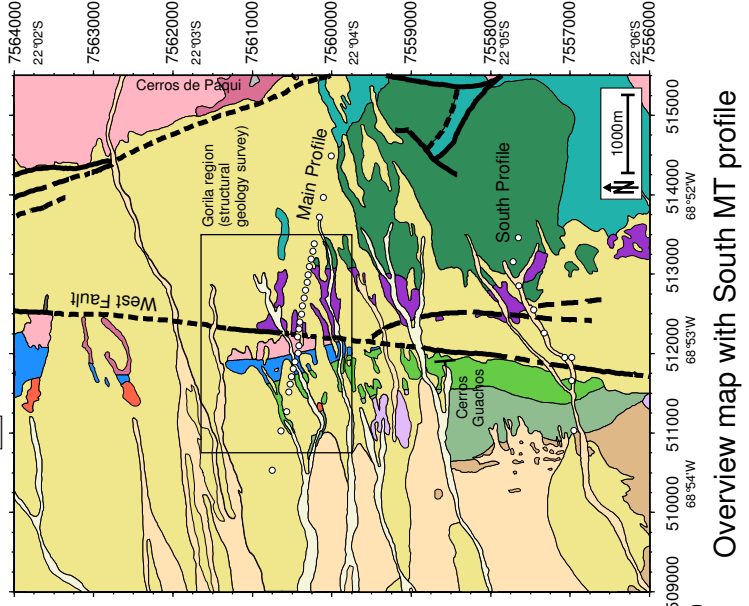 7564000
7563000
7562000
7561000
7560000
7559000
7558000
7557000
7556000
22°02'S
22°03'S
22°04'S
22°05'S
22°06'S
Cerros de Paqui
Gorila region
(structural
geology survey)
Main Profile
South Profile
West Fault
Cerros
Guachos
N
1000m
515000
514000
513000
512000
511000
510000
509000
68°52'W
68°53'W
68°54'W
Overview map with South MT profile